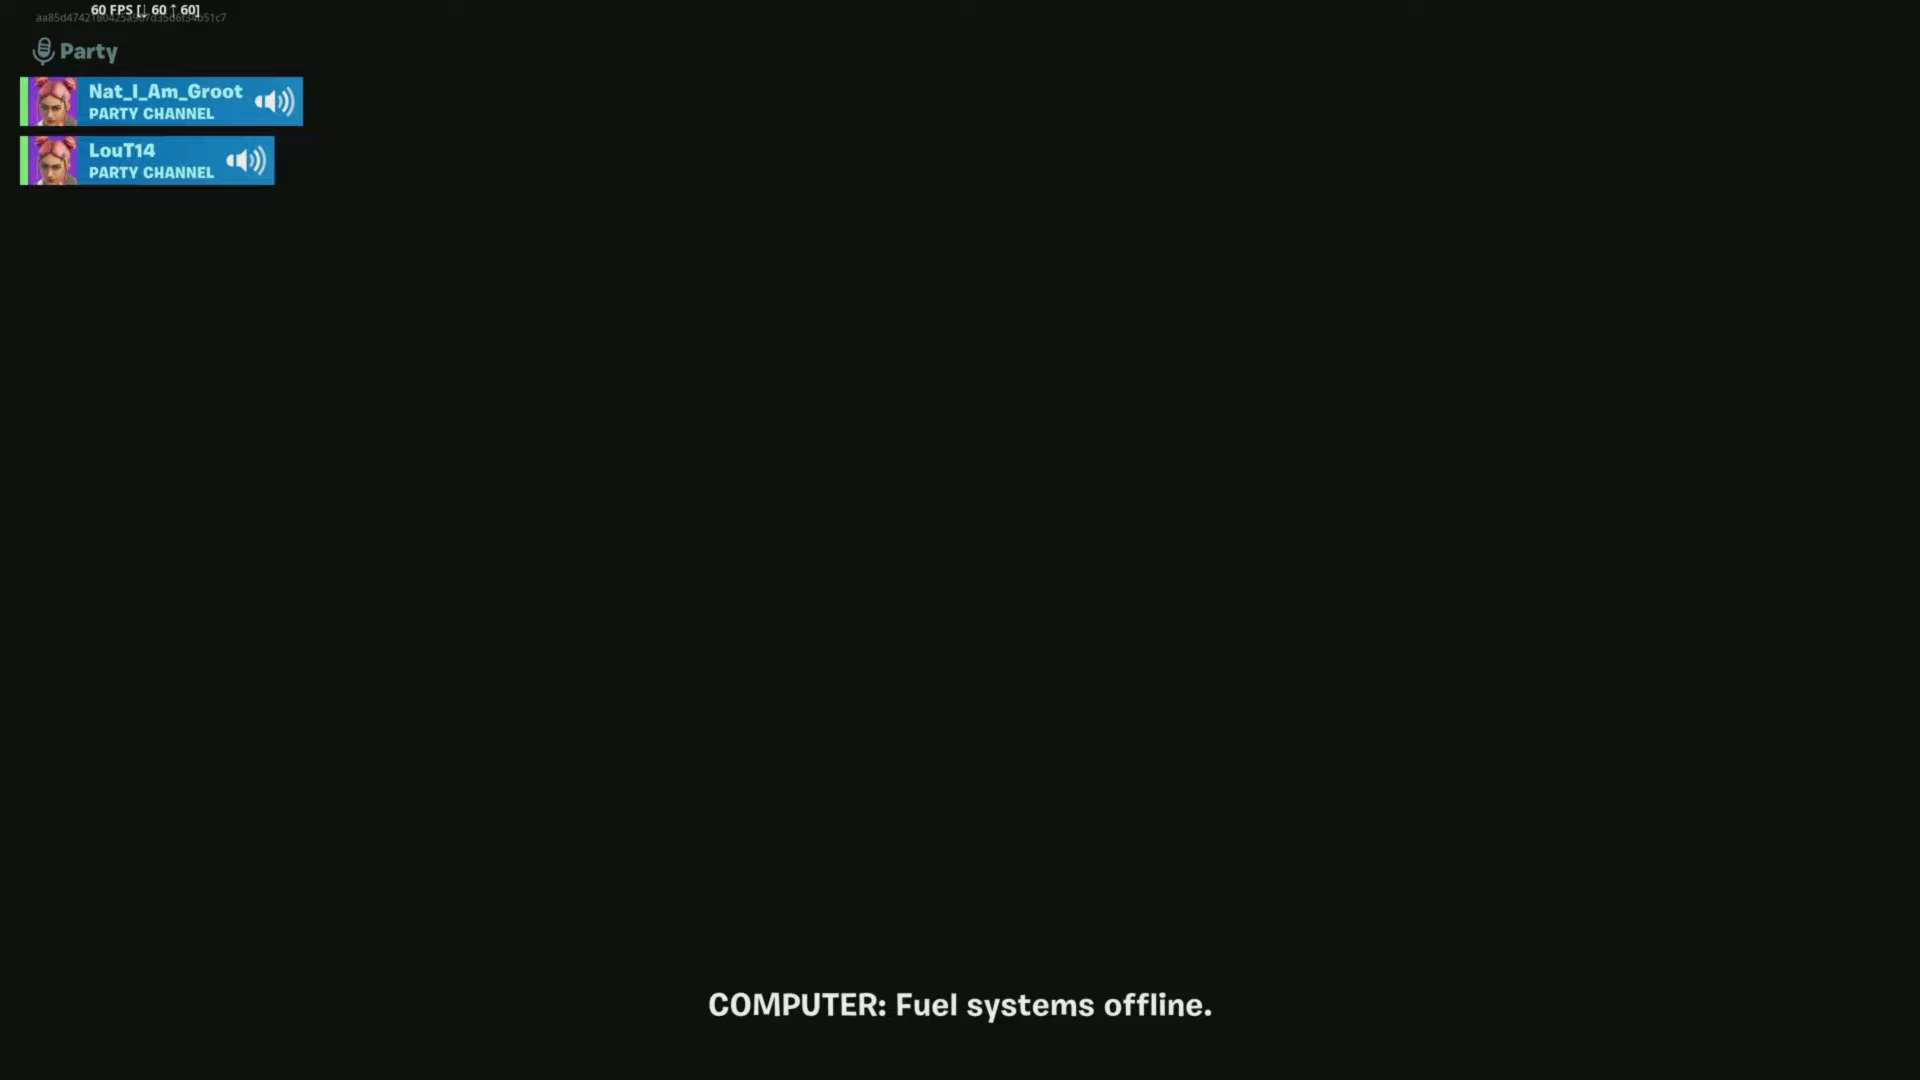 60 FPS [↓ 60 ↑ 60]
Party
Nat_I_Am_Groot
PARTY CHANNEL
LouT14
PARTY CHANNEL
COMPUTER: Fuel systems offline.